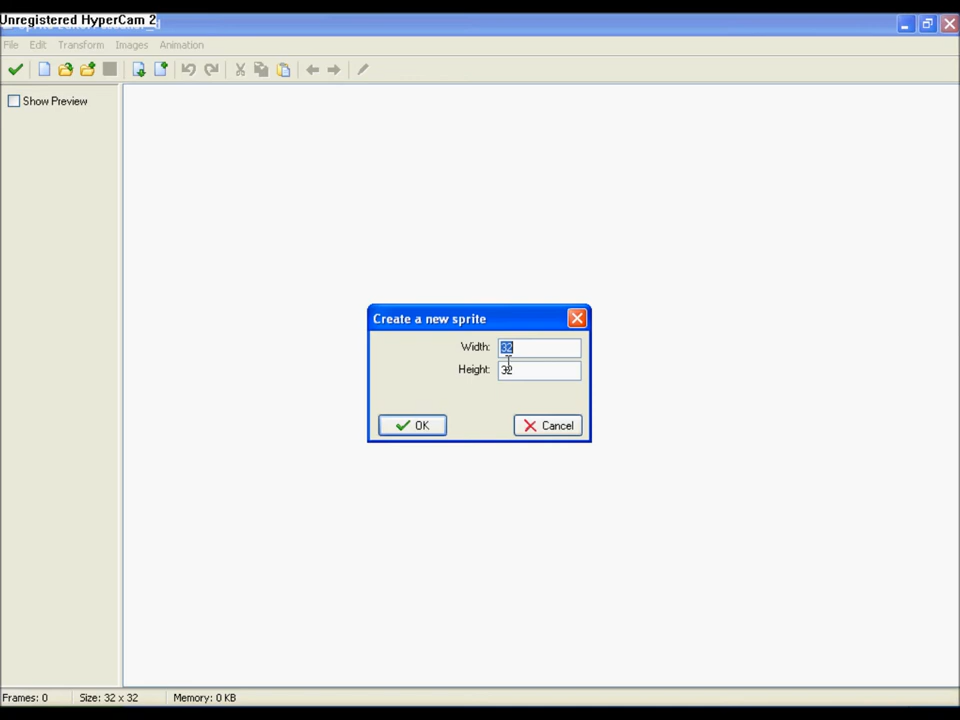 Unregistered HyperCam 2
File Edit Transform Images Animation
Show Preview
Create a new sprite
Width: 32
Height: 32
OK Cancel
Frames: 0 Size: 32 x 32 Memory: 0 KB